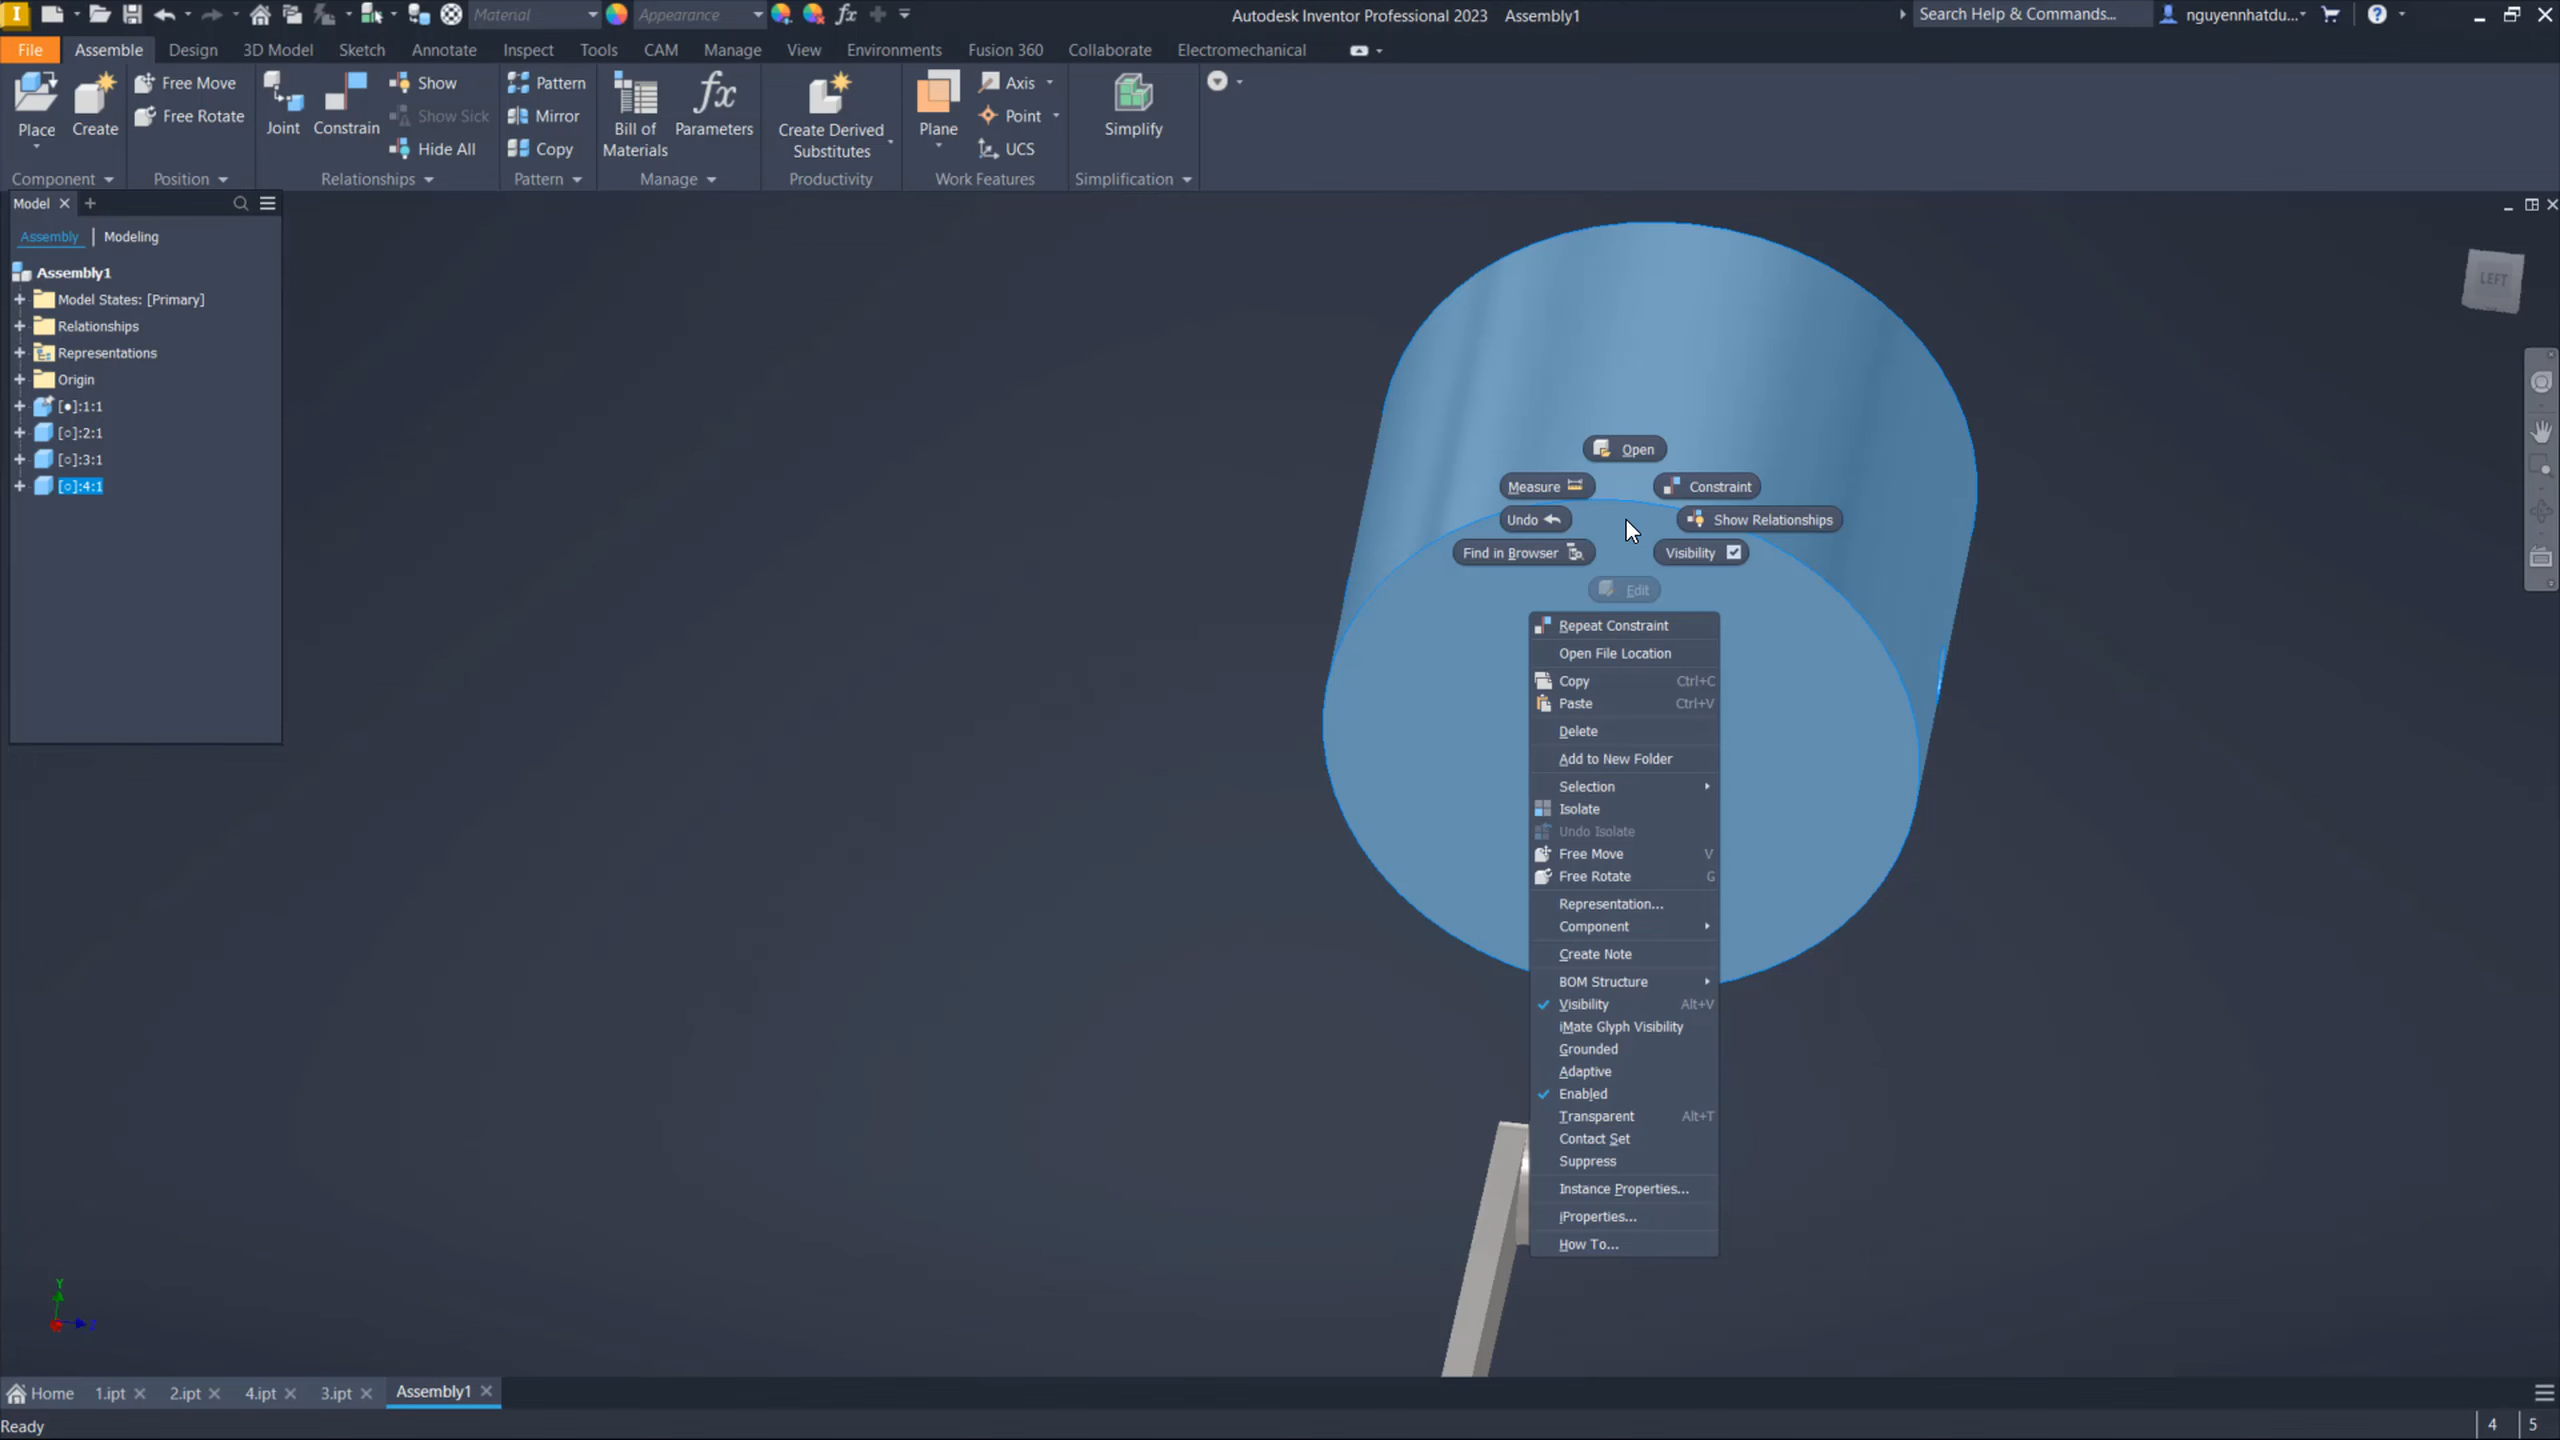 Material
Appearance
fx
Autodesk Inventor Professional 2023 Assembly1
Search Help & Commands...
nguyennhatdu...
File
Assemble
Design
3D Model
Sketch
Annotate
Inspect
Tools
CAM
Manage
View
Environments
Fusion 360
Collaborate
Electromechanical
Place
Create
Free Move
Free Rotate
Joint
Constrain
Show
Show Sick
Hide All
Pattern
Mirror
Copy
Bill of
Materials
fx
Parameters
Create Derived
Substitutes
Plane
Axis
Point
UCS
Simplify
Component
Position
Relationships
Pattern
Manage
Productivity
Work Features
Simplification
Model
Assembly | Modeling
Assembly1
Model States: [Primary]
Relationships
Representations
Origin
[●]:1:1
[○]:2:1
[○]:3:1
[○]:4:1
LEFT
Open
Measure
Constraint
Undo
Show Relationships
Find in Browser
Visibility
Edit
Repeat Constraint
Open File Location
Copy Ctrl+C
Paste Ctrl+V
Delete
Add to New Folder
Selection
Isolate
Undo Isolate
Free Move V
Free Rotate G
Representation...
Component
Create Note
BOM Structure
Visibility Alt+V
iMate Glyph Visibility
Grounded
Adaptive
Enabled
Transparent Alt+T
Contact Set
Suppress
Instance Properties...
iProperties...
How To...
Y
Z
Home
1.ipt
2.ipt
4.ipt
3.ipt
Assembly1
Ready
4
5